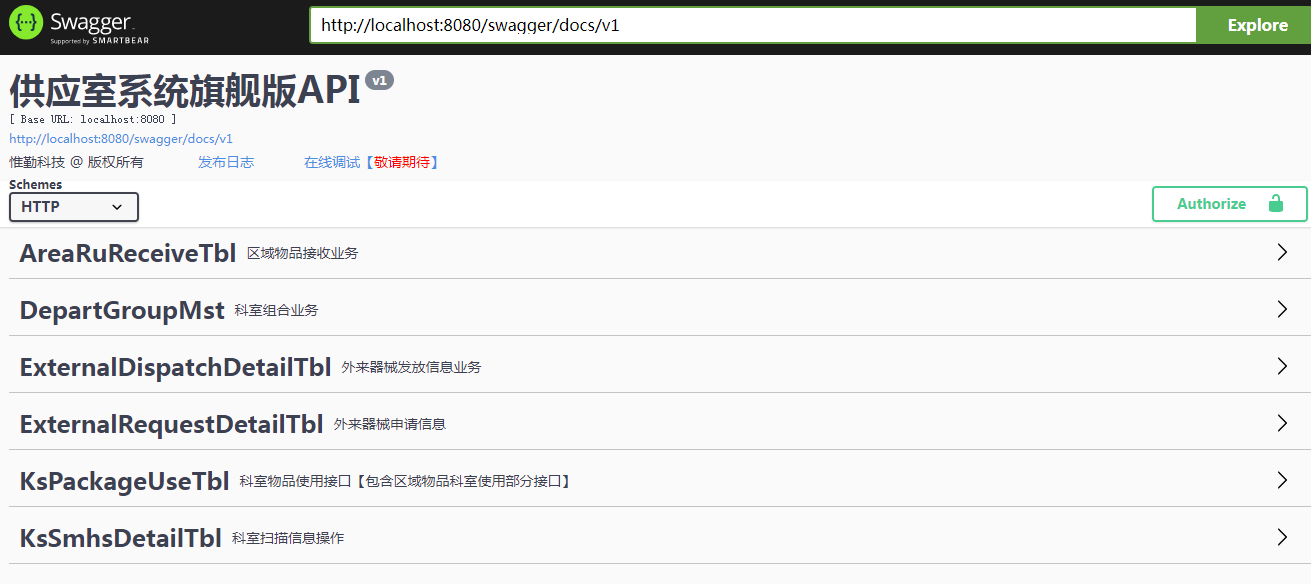 Swagger
Supported by SMARTBEAR
http://localhost:8080/swagger/docs/v1
Explore
供应室系统旗舰版API v1
[ Base URL: localhost:8080 ]
http://localhost:8080/swagger/docs/v1
惟勤科技 @ 版权所有 发布日志 在线调试【敬请期待】
Schemes
HTTP
Authorize
AreaRuReceiveTbl 区域物品接收业务
DepartGroupMst 科室组合业务
ExternalDispatchDetailTbl 外来器械发放信息业务
ExternalRequestDetailTbl 外来器械申请信息
KsPackageUseTbl 科室物品使用接口【包含区域物品科室使用部分接口】
KsSmhsDetailTbl 科室扫描信息操作